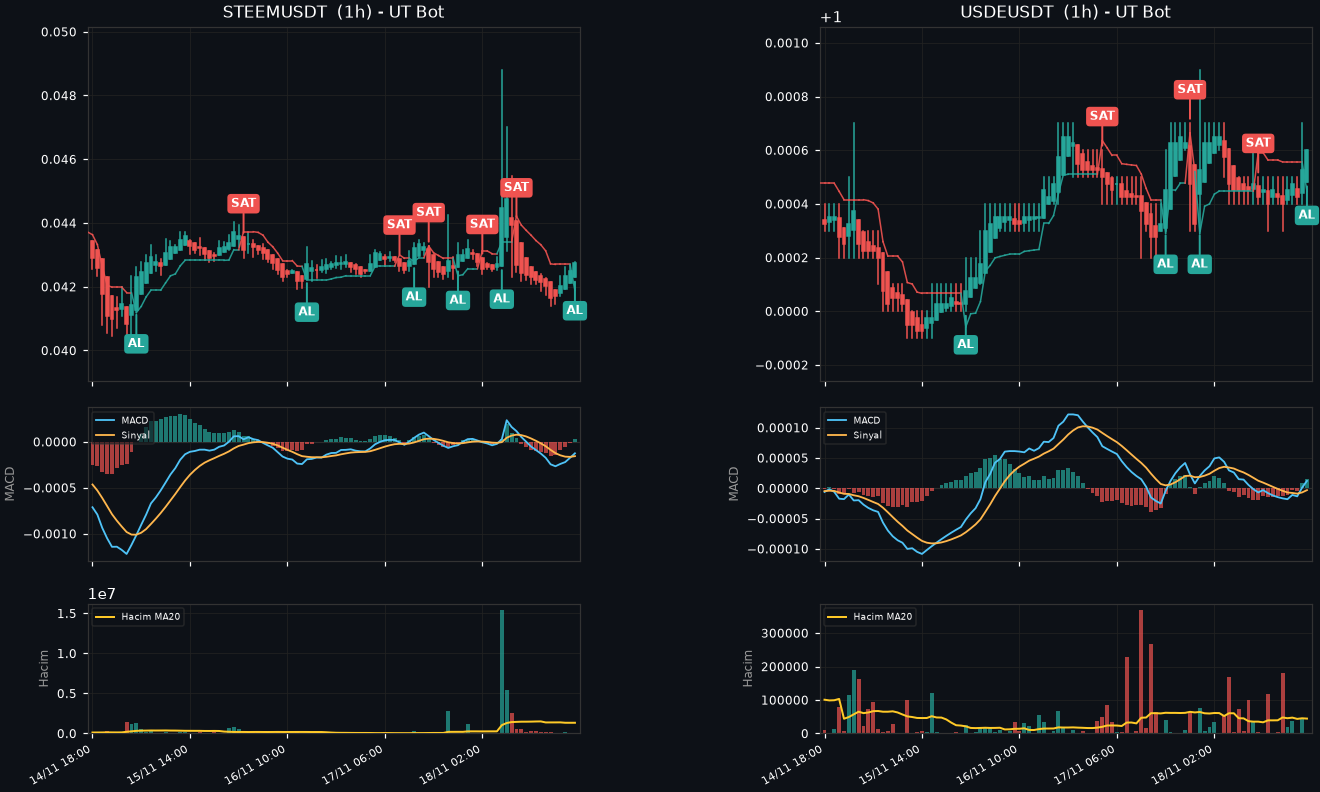 STEEMUSDT (1h) - UT Bot
0.050
0.048
0.046
0.044
0.042
0.040
SAT
SAT
SAT
SAT
SAT
AL
AL
AL
AL
AL
AL
MACD
Sinyal
0.0000
−0.0005
−0.0010
MACD
1e7
Hacim MA20
1.5
1.0
0.5
0.0
Hacim
14/11 18:00
15/11 14:00
16/11 10:00
17/11 06:00
18/11 02:00
USDEUSDT (1h) - UT Bot
+1
0.0010
0.0008
0.0006
0.0004
0.0002
0.0000
−0.0002
SAT
SAT
SAT
AL
AL
AL
AL
MACD
Sinyal
0.00010
0.00005
0.00000
−0.00005
−0.00010
MACD
Hacim MA20
300000
200000
100000
0
Hacim
14/11 18:00
15/11 14:00
16/11 10:00
17/11 06:00
18/11 02:00